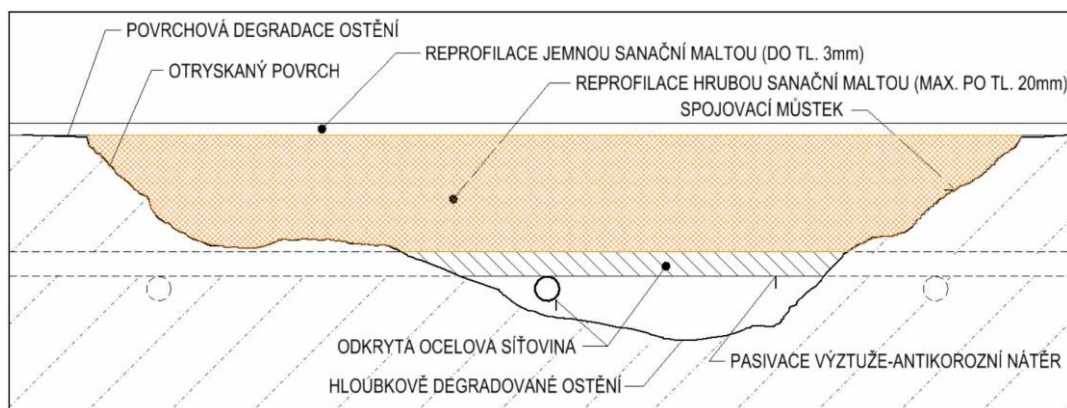 POVRCHOVÁ DEGRADACE OSTĚNÍ
REPROFILACE JEMNOU SANAČNÍ MALTOU (DO TL. 3mm)
OTRYSKANÝ POVRCH
REPROFILACE HRUBOU SANAČNÍ MALTOU (MAX. PO TL. 20mm)
SPOJOVACÍ MŮSTEK
ODKRYTÁ OCELOVÁ SÍŤOVINA
PASIVACE VÝZTUŽE-ANTIKOROZNÍ NÁTĚR
HLOUBKOVĚ DEGRADOVANÉ OSTĚNÍ